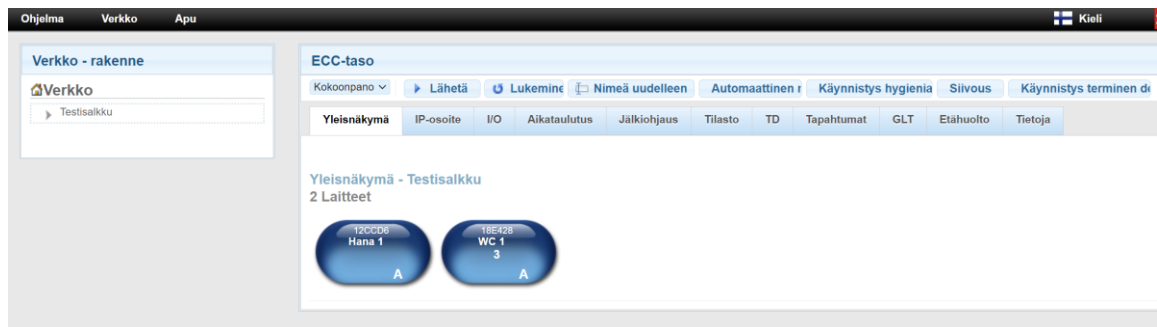 Ohjelma Verkko Apu Kieli
Verkko - rakenne
Verkko
Testisalkku
ECC-taso
Kokoonpano Lähetä Lukeminen Nimeä uudelleen Automaattinen Käynnistys hygienia Siivous Käynnistys terminen de
Yleisnäkymä IP-osoite I/O Aikataulutus Jälkiohjaus Tilasto TD Tapahtumat GLT Etähuolto Tietoja
Yleisnäkymä - Testisalkku
2 Laitteet
12CCD6
Hana 1
A
18E428
WC 1
3
A